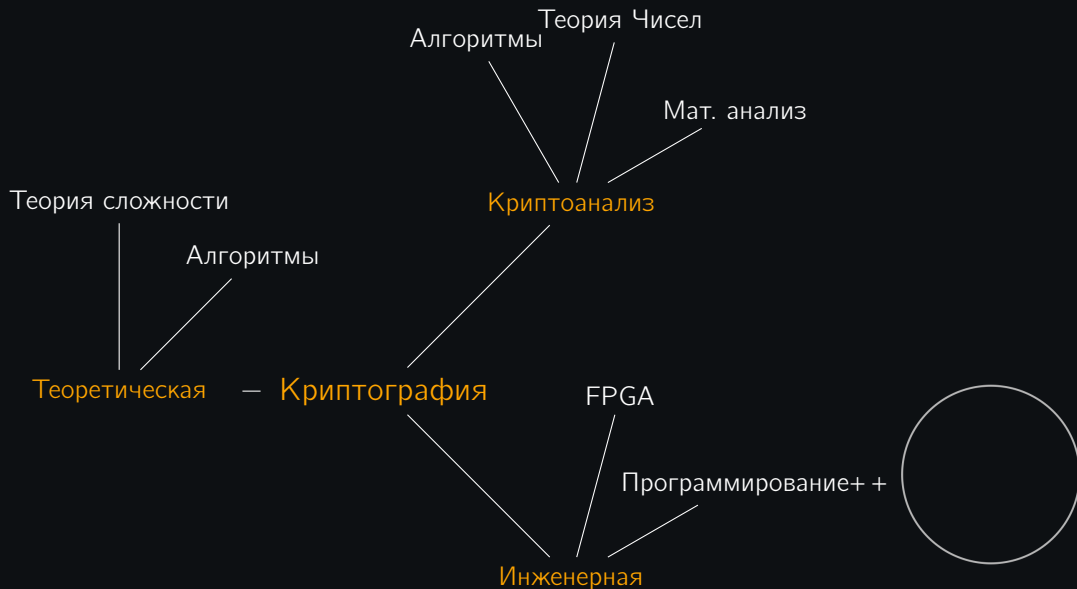 Теория Чисел
Алгоритмы
Мат. анализ
Теория сложности
Криптоанализ
Алгоритмы
Теоретическая – Криптография
FPGA
Программирование++
Инженерная